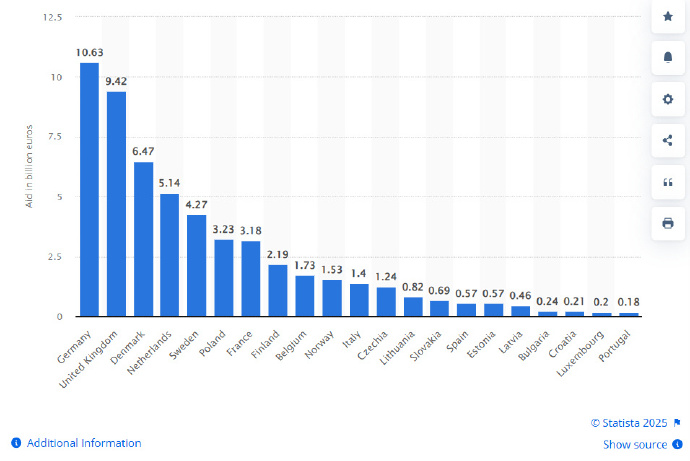 12.5
10
7.5
5
2.5
0
Aid in billion euros
10.63
9.42
6.47
5.14
4.27
3.23
3.18
2.19
1.73
1.53
1.4
1.24
0.82
0.69
0.57
0.57
0.46
0.24
0.21
0.2
0.18
Germany
United Kingdom
Denmark
Netherlands
Sweden
Poland
France
Finland
Belgium
Norway
Italy
Czechia
Lithuania
Slovakia
Spain
Estonia
Latvia
Bulgaria
Croatia
Luxembourg
Portugal
© Statista 2025
Additional Information
Show source